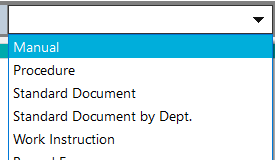 Manual
Procedure
Standard Document
Standard Document by Dept.
Work Instruction